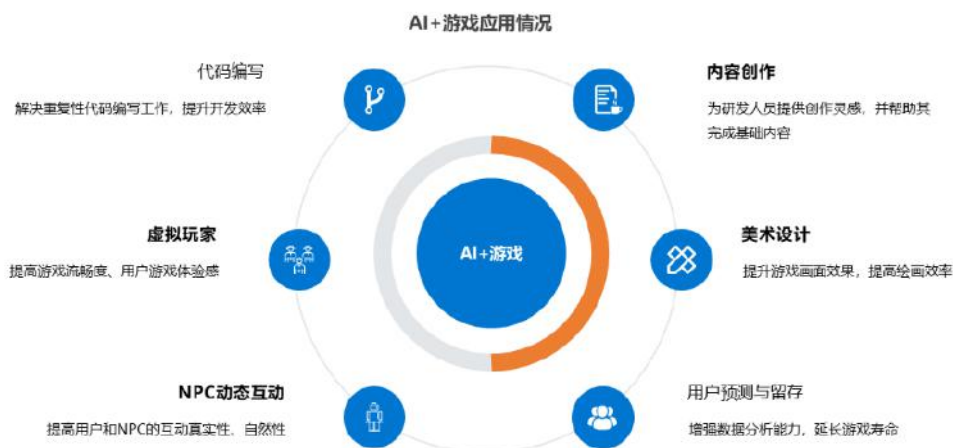 AI+游戏应用情况
代码编写
解决重复性代码编写工作，提升开发效率
内容创作
为研发人员提供创作灵感，并帮助其
完成基础内容
虚拟玩家
提高游戏流畅度、用户游戏体验感
AI+游戏
美术设计
提升游戏画面效果，提高绘画效率
NPC动态互动
提高用户和NPC的互动真实性、自然性
用户预测与留存
增强数据分析能力，延长游戏寿命